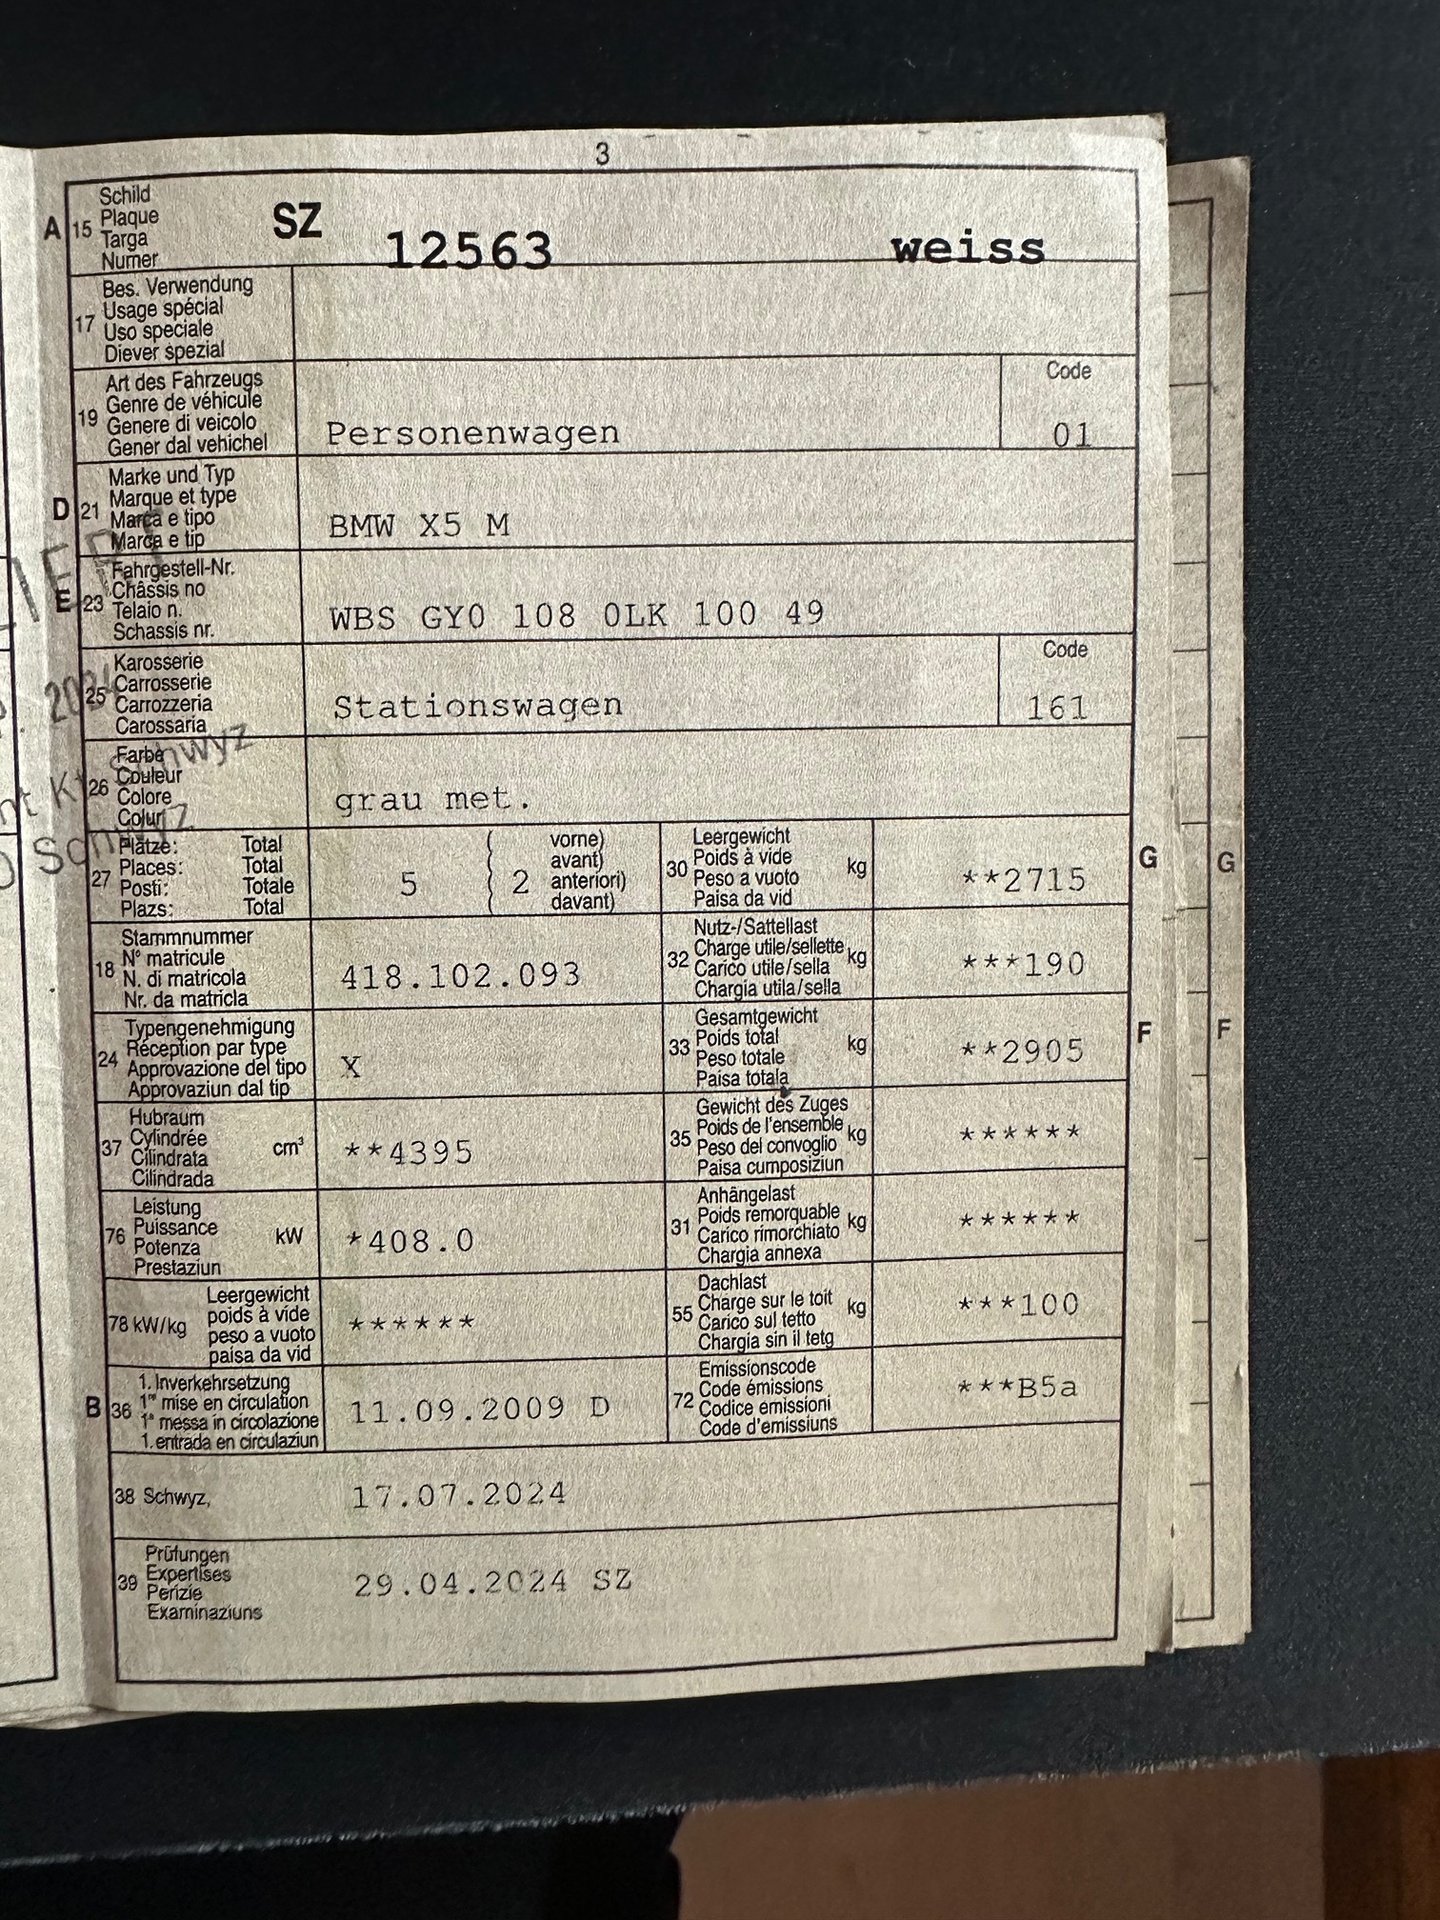 3
A 15 Schild
Plaque
Targa
Numer
SZ 12563 weiss
17 Bes. Verwendung
Usage spécial
Uso speciale
Diever spezial
19 Art des Fahrzeugs
Genre de véhicule
Genere di veicolo
Gener dal vehichel
Personenwagen
Code
01
D 21 Marke und Typ
Marque et type
Marca e tipo
Marca e tip
BMW X5 M
E 23 Fahrgestell-Nr.
Châssis no
Telaio n.
Schassis nr.
WBS GY0 108 0LK 100 49
25 Karosserie
Carrosserie
Carrozzeria
Carossaria
Stationswagen
Code
161
26 Farbe
Couleur
Colore
Colur
grau met.
Schwyz
Schwyz
27 Plätze: Total
Places: Total
Posti: Totale
Plazs: Total
5 ( 2 vorne)
avant)
anteriori)
davant)
30 Leergewicht
Poids à vide
Peso a vuoto
Paisa da vid
kg
**2715
G G
18 Stammnummer
N° matricule
N. di matricola
Nr. da matricla
418.102.093
32 Nutz-/Sattellast
Charge utile/sellette
Carico utile/sella
Chargia utila/sella
kg
***190
24 Typengenehmigung
Réception par type
Approvazione del tipo
Approvaziun dal tip
X
33 Gesamtgewicht
Poids total
Peso totale
Paisa totala
kg
**2905
F F
37 Hubraum
Cylindrée
Cilindrata
Cilindrada
cm³
**4395
35 Gewicht des Zuges
Poids de l'ensemble
Peso del convoglio
Paisa cumposiziun
kg
******
76 Leistung
Puissance
Potenza
Prestaziun
kW
*408.0
31 Anhängelast
Poids remorquable
Carico rimorchiato
Chargia annexa
kg
******
78 kW/kg Leergewicht
poids à vide
peso a vuoto
paisa da vid
******
55 Dachlast
Charge sur le toit
Carico sul tetto
Chargia sin il tetg
kg
***100
B 36 1. Inverkehrsetzung
1re mise en circulation
1a messa in circolazione
1. entrada en circulaziun
11.09.2009 D
72 Emissionscode
Code émissions
Codice emissioni
Code d'emissiuns
***B5a
38 Schwyz, 17.07.2024
39 Prüfungen
Expertises
Perizie
Examinaziuns
29.04.2024 SZ